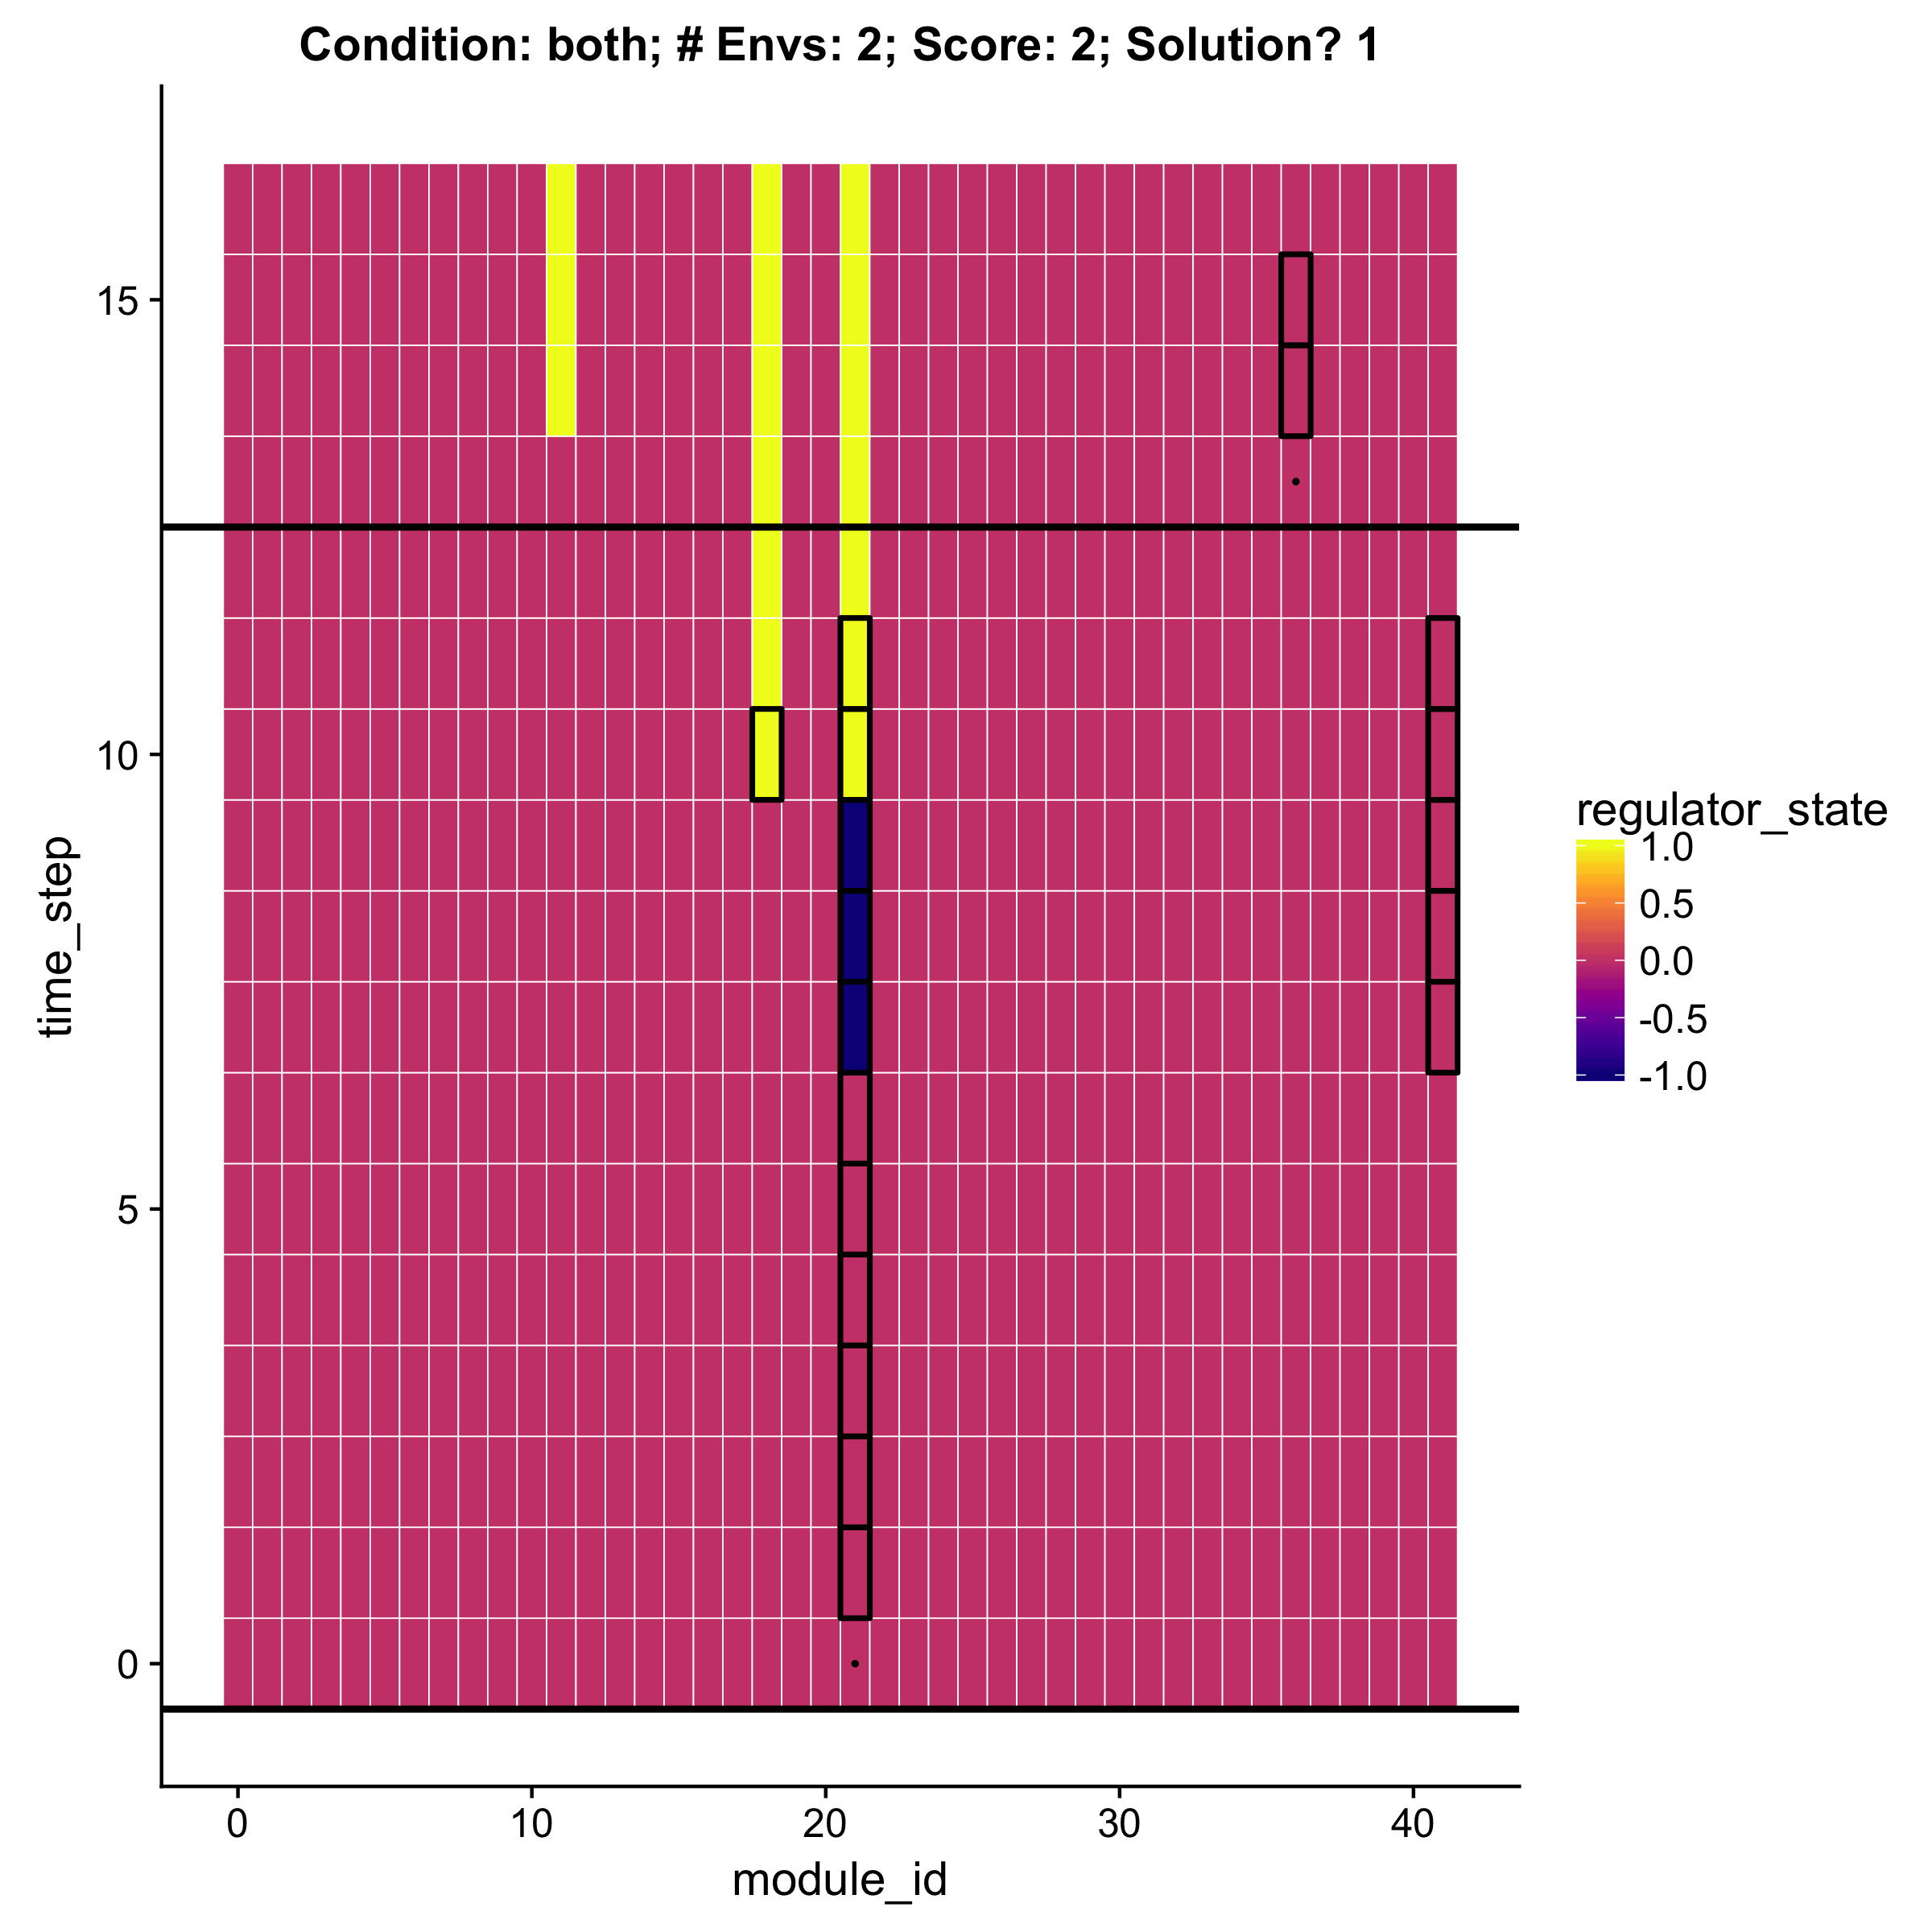 Condition: both; # Envs: 2; Score: 2; Solution? 1
15
10
5
0
time_step
0 10 20 30 40
module_id
regulator_state
1.0
0.5
0.0
-0.5
-1.0